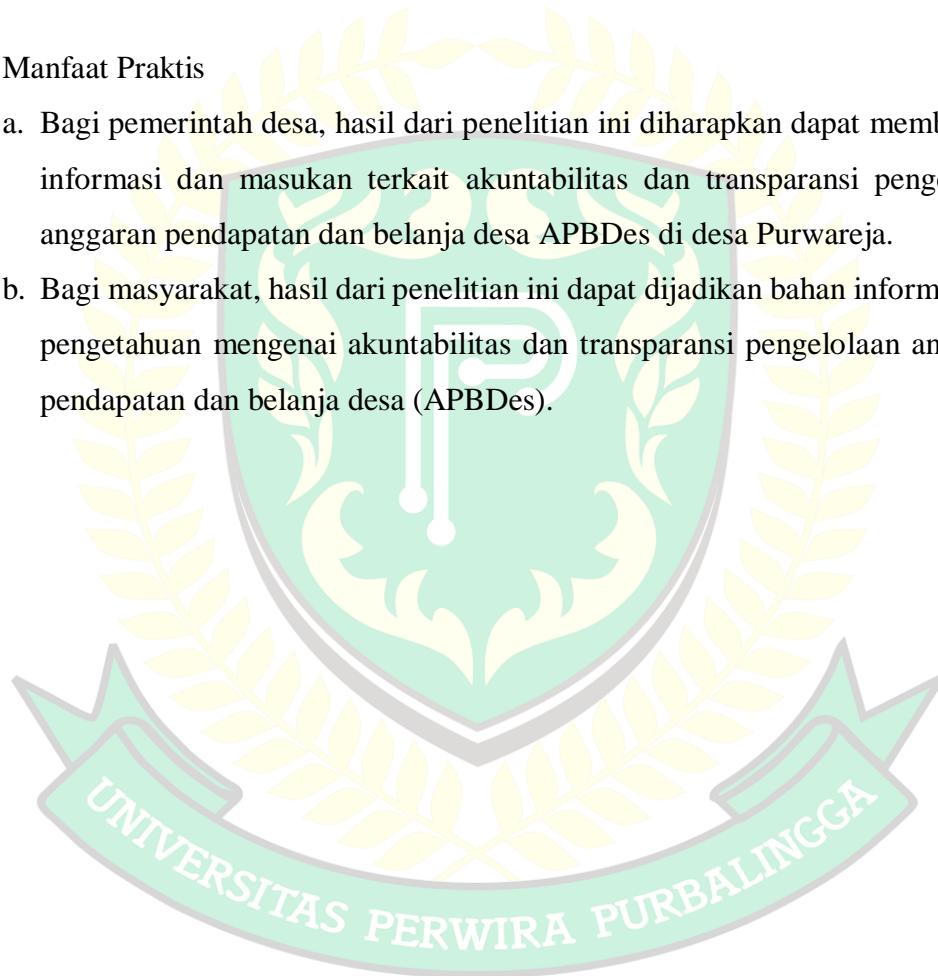 Manfaat Praktis
a. Bagi pemerintah desa, hasil dari penelitian ini diharapkan dapat
informasi dan masukan terkait akuntabilitas dan transparansi
anggaran pendapatan dan belanja desa APBDes di desa Purwareja.
b. Bagi masyarakat, hasil dari penelitian ini dapat dijadikan bahan
pengetahuan mengenai akuntabilitas dan transparansi pengelolaan
pendapatan dan belanja desa (APBDes).
UNIVERSITAS PERWIRA PURBALINGGA